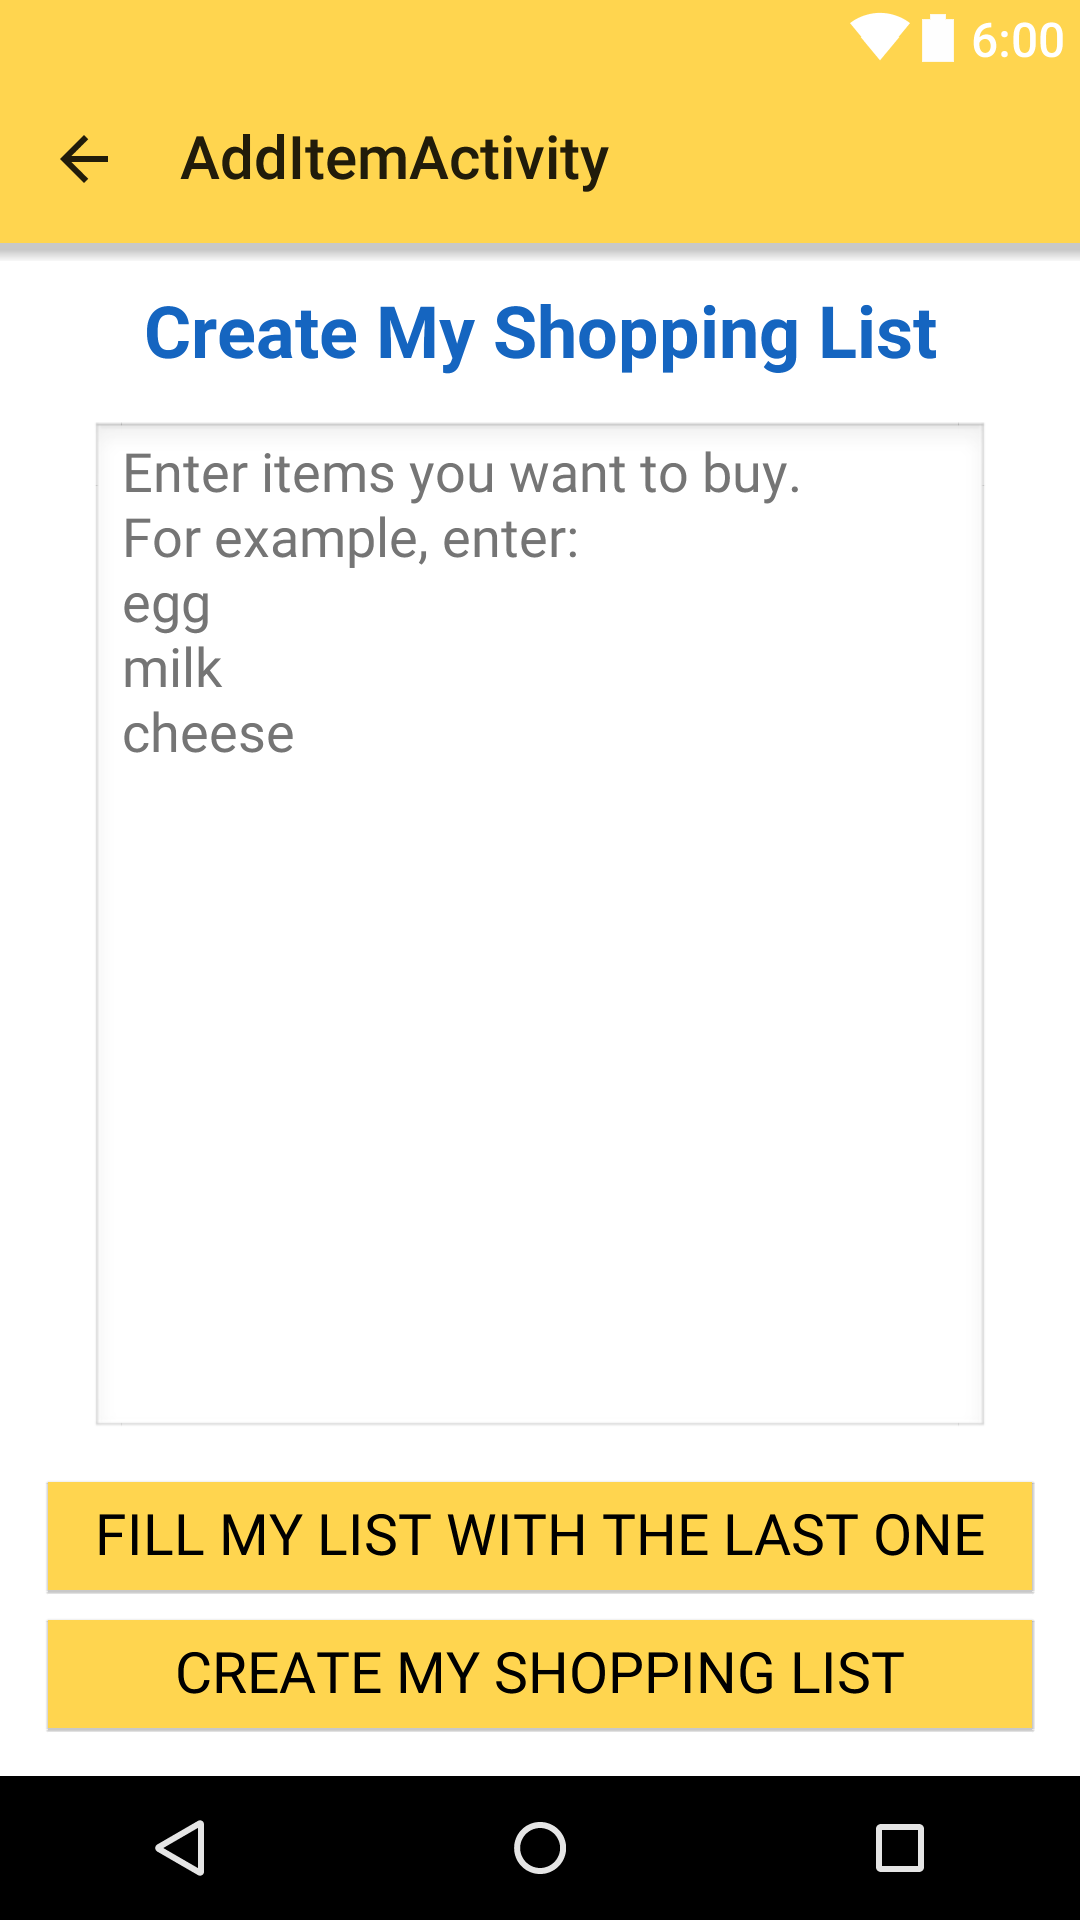 6:00
AddItemActivity
Create My Shopping List
Enter items you want to buy.
For example, enter:
egg
milk
cheese
FILL MY LIST WITH THE LAST ONE
CREATE MY SHOPPING LIST